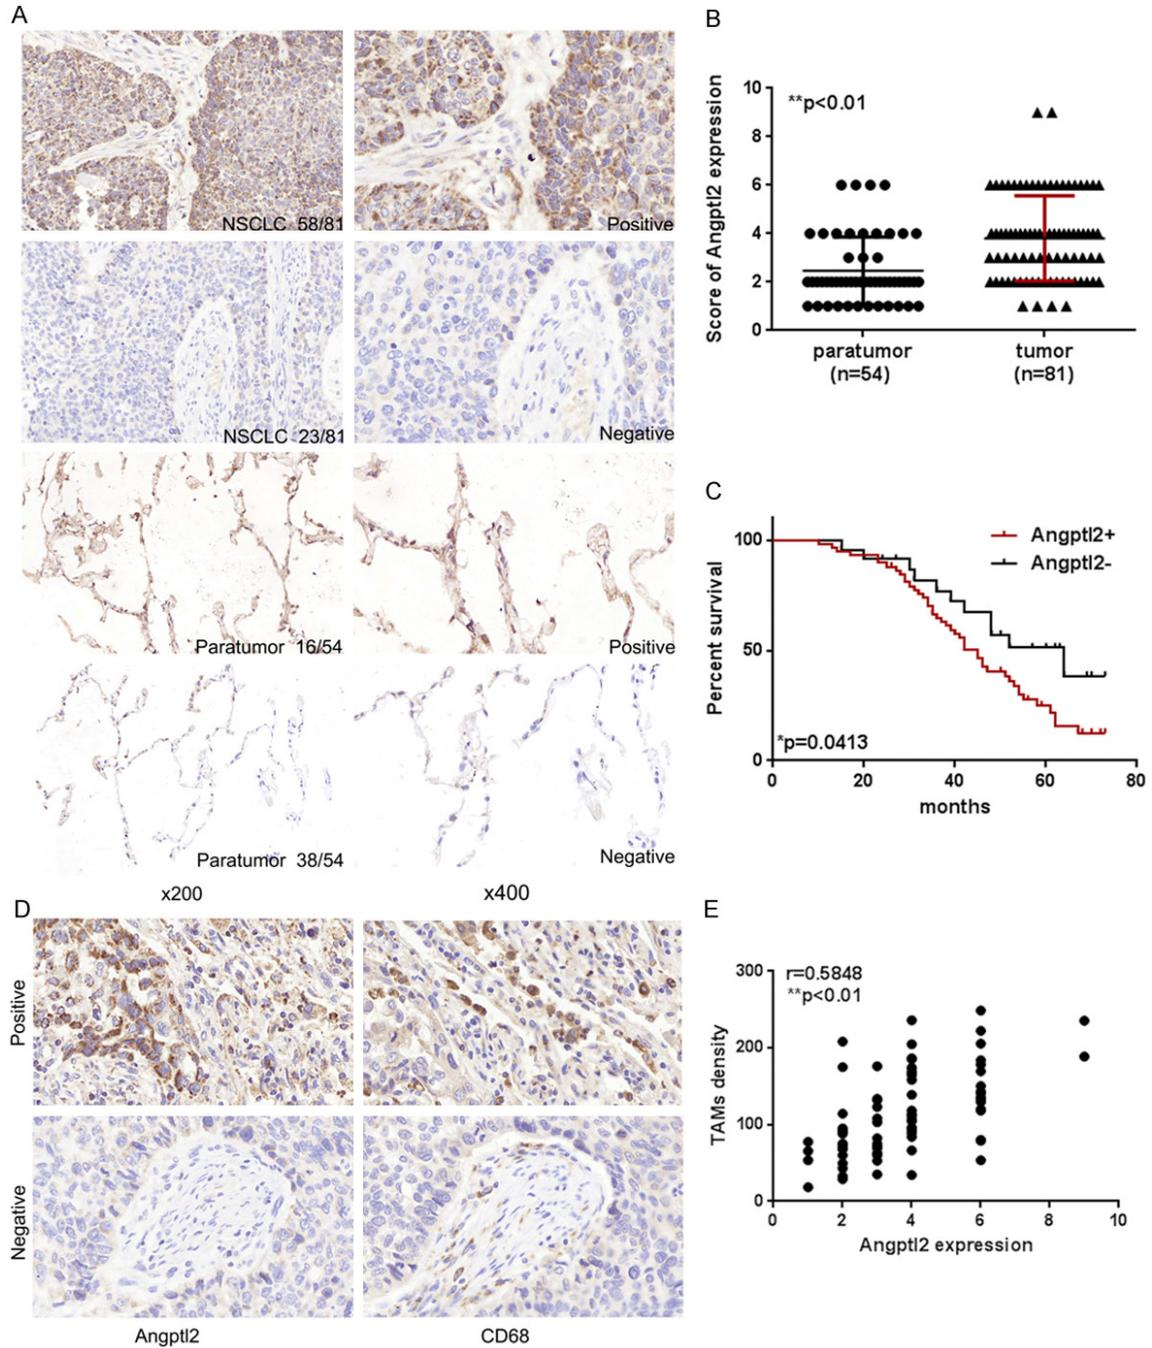 A
NSCLC 58/81
Positive
NSCLC 23/81
Negative
Paratumor 16/54
Positive
Paratumor 38/54
Negative
x200
x400
B
Score of Angptl2 expression
10
8
6
4
2
0
**p<0.01
paratumor
(n=54)
tumor
(n=81)
C
Percent survival
100
50
0
Angptl2+
Angptl2-
*p=0.0413
0 20 40 60 80
months
D
Positive
Negative
Angptl2
CD68
E
TAMs density
300
200
100
0
r=0.5848
**p<0.01
0 2 4 6 8 10
Angptl2 expression